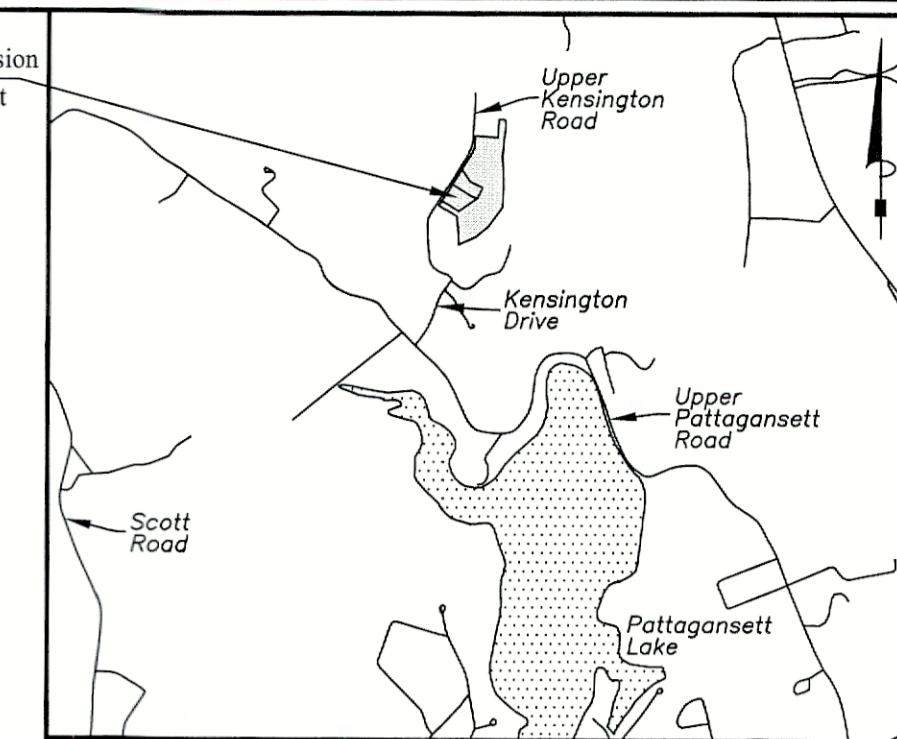 Upper
Kensington
Road
Kensington
Drive
Upper
Pattagansett
Road
Scott
Road
Pattagansett
Lake